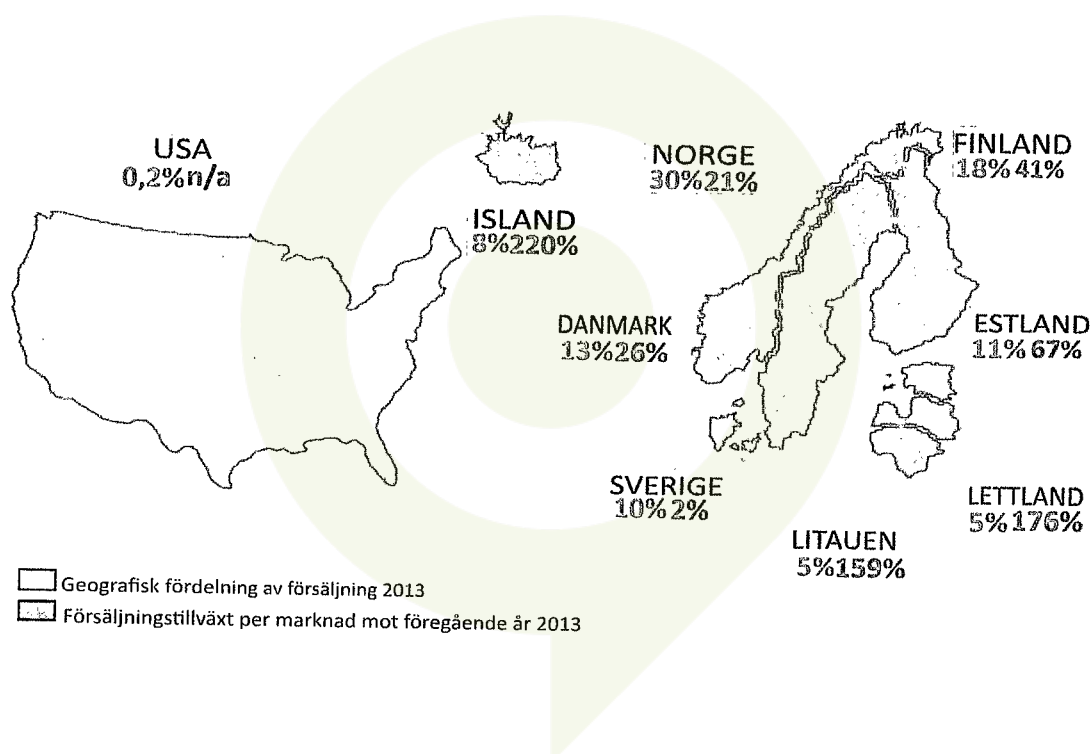 USA
0,2% n/a
ISLAND
8% 220%
NORGE
30% 21%
FINLAND
18% 41%
DANMARK
13% 26%
ESTLAND
11% 67%
SVERIGE
10% 2%
LETTLAND
5% 176%
LITAUEN
5% 159%
Geografisk fördelning av försäljning 2013
Försäljningstillväxt per marknad mot föregående år 2013